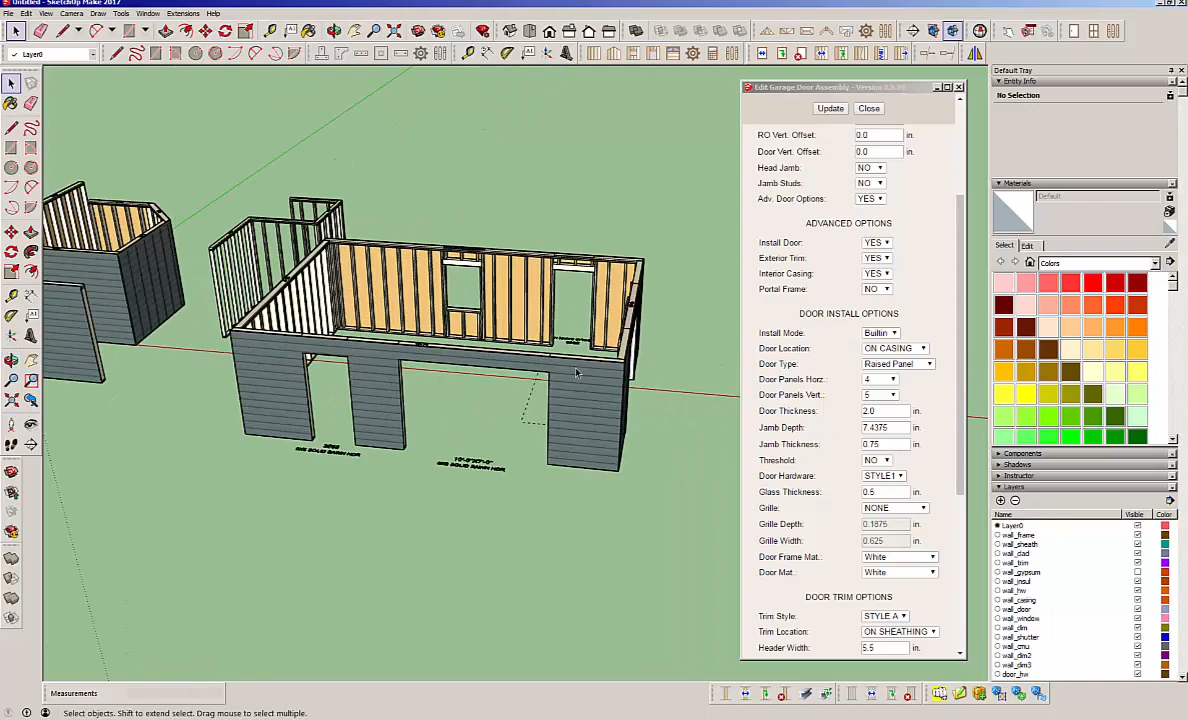 Untitled - SketchUp Make 2017
File Edit View Camera Draw Tools Window Extensions Help
Layer0
Default Tray
Entity Info
No Selection
Materials
Default
Select Edit
Colors
Components
Shadows
Instructor
Layers
Name Visible Color
Layer0
wall_frame
wall_sheath
wall_clad
wall_trim
wall_gypsum
wall_insul
wall_hw
wall_casing
wall_door
wall_window
wall_dim
wall_shutter
wall_cmu
wall_dim2
wall_dim3
door_hw
Edit Garage Door Assembly - Version
Update Close
RO Vert. Offset: 0.0 in.
Door Vert. Offset: 0.0 in.
Head Jamb: NO
Jamb Studs: NO
Adv. Door Options: YES
ADVANCED OPTIONS
Install Door: YES
Exterior Trim: YES
Interior Casing: YES
Portal Frame: NO
DOOR INSTALL OPTIONS
Install Mode: Builtin
Door Location: ON CASING
Door Type: Raised Panel
Door Panels Horz.: 4
Door Panels Vert.: 5
Door Thickness: 2.0 in.
Jamb Depth: 7.4375 in.
Jamb Thickness: 0.75 in.
Threshold: NO
Door Hardware: STYLE1
Glass Thickness: 0.5 in.
Grille: NONE
Grille Depth: 0.1875 in.
Grille Width: 0.625 in.
Door Frame Mat.: White
Door Mat.: White
DOOR TRIM OPTIONS
Trim Style: STYLE A
Trim Location: ON SHEATHING
Header Width: 5.5 in.
Measurements
Select objects. Shift to extend select. Drag mouse to select multiple.